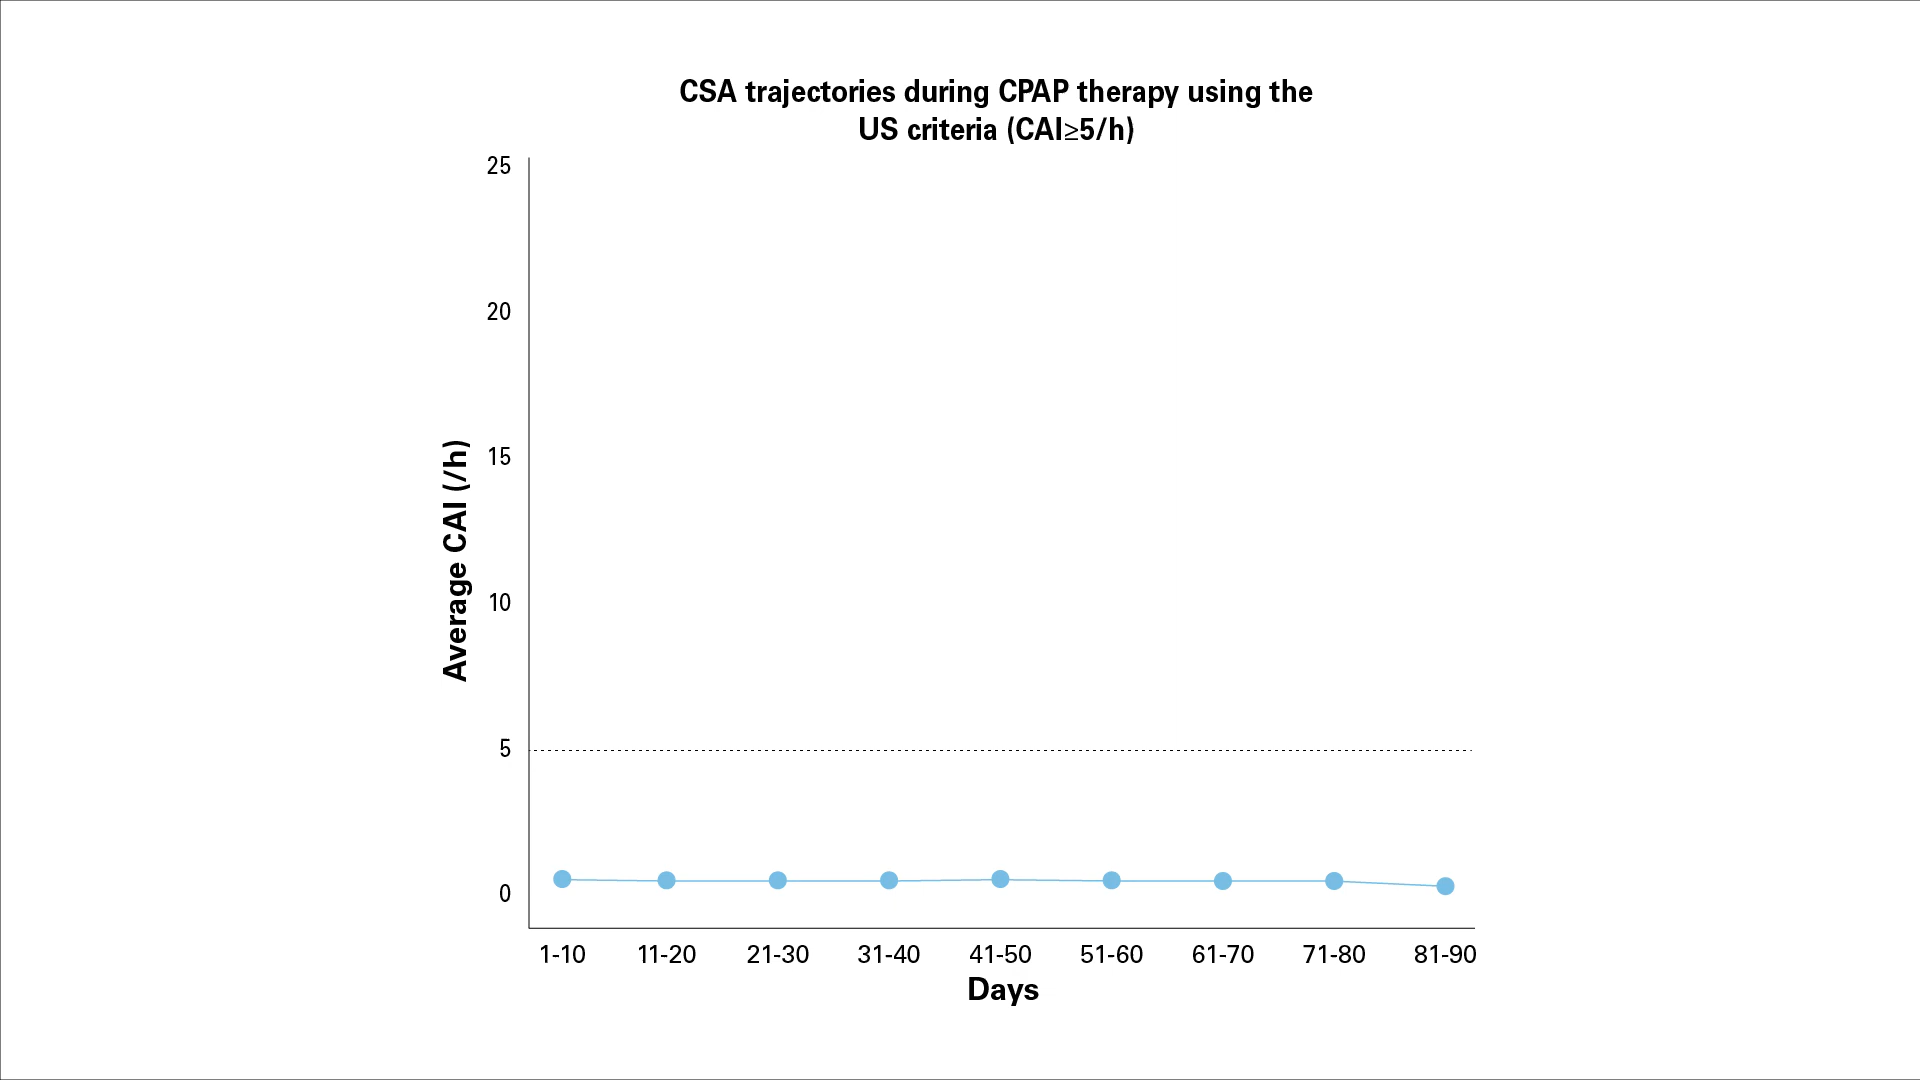 CSA trajectories during CPAP therapy using the
US criteria (CAI≥5/h)
25
20
15
10
5
0
Average CAI (/h)
1-10 11-20 21-30 31-40 41-50 51-60 61-70 71-80 81-90
Days